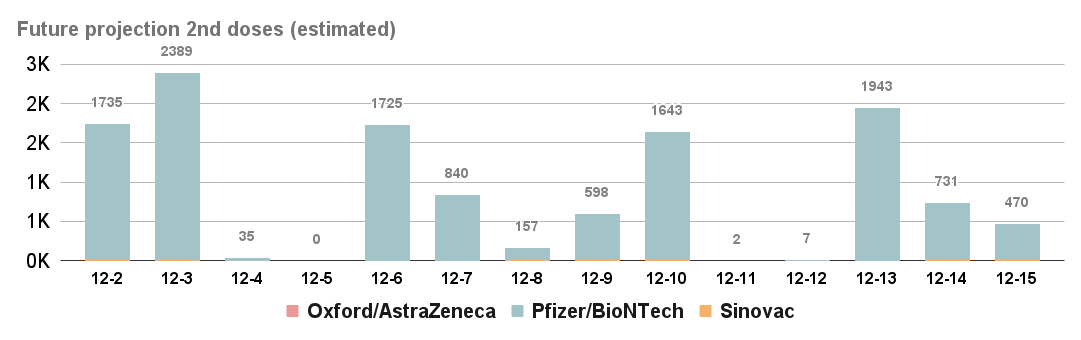 Future projection 2nd doses (estimated)
3K
2K
2K
1K
1K
0K
1735
2389
35
0
1725
840
157
598
1643
2
7
1943
731
470
12-2 12-3 12-4 12-5 12-6 12-7 12-8 12-9 12-10 12-11 12-12 12-13 12-14 12-15
Oxford/AstraZeneca Pfizer/BioNTech Sinovac